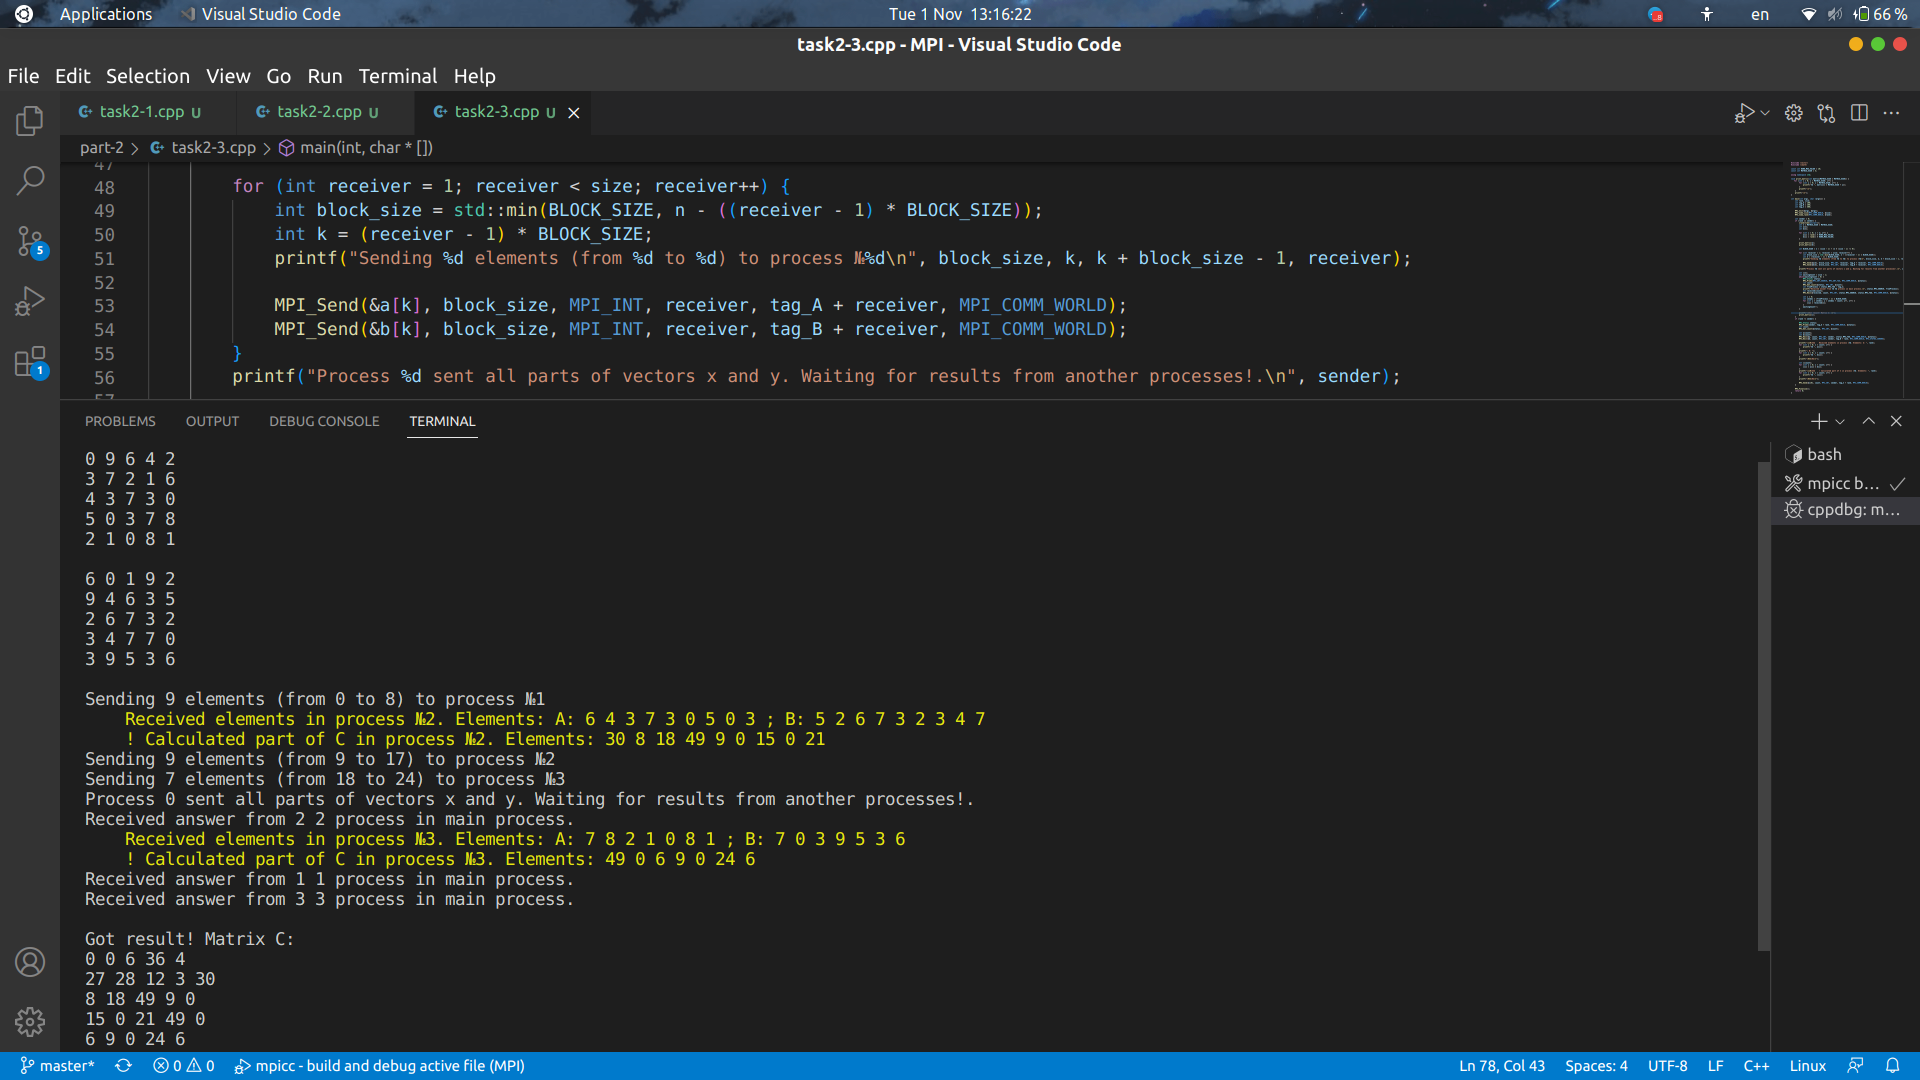 Applications Visual Studio Code Tue 1 Nov 13:16:22 8 en 66 %
task2-3.cpp - MPI - Visual Studio Code
File Edit Selection View Go Run Terminal Help
task2-1.cpp U task2-2.cpp U task2-3.cpp U
part-2 > task2-3.cpp > main(int, char * [])
47
48 for (int receiver = 1; receiver < size; receiver++) {
49 int block_size = std::min(BLOCK_SIZE, n - ((receiver - 1) * BLOCK_SIZE));
50 int k = (receiver - 1) * BLOCK_SIZE;
51 printf("Sending %d elements (from %d to %d) to process №%d\n", block_size, k, k + block_size - 1, receiver);
52
53 MPI_Send(&a[k], block_size, MPI_INT, receiver, tag_A + receiver, MPI_COMM_WORLD);
54 MPI_Send(&b[k], block_size, MPI_INT, receiver, tag_B + receiver, MPI_COMM_WORLD);
55 }
56 printf("Process %d sent all parts of vectors x and y. Waiting for results from another processes!.\n", sender);
57
5
1
PROBLEMS OUTPUT DEBUG CONSOLE TERMINAL
bash
mpicc b...
cppdbg: m...
0 9 6 4 2
3 7 2 1 6
4 3 7 3 0
5 0 3 7 8
2 1 0 8 1
6 0 1 9 2
9 4 6 3 5
2 6 7 3 2
3 4 7 7 0
3 9 5 3 6
Sending 9 elements (from 0 to 8) to process №1
Received elements in process №2. Elements: A: 6 4 3 7 3 0 5 0 3 ; B: 5 2 6 7 3 2 3 4 7
! Calculated part of C in process №2. Elements: 30 8 18 49 9 0 15 0 21
Sending 9 elements (from 9 to 17) to process №2
Sending 7 elements (from 18 to 24) to process №3
Process 0 sent all parts of vectors x and y. Waiting for results from another processes!.
Received answer from 2 2 process in main process.
Received elements in process №3. Elements: A: 7 8 2 1 0 8 1 ; B: 7 0 3 9 5 3 6
! Calculated part of C in process №3. Elements: 49 0 6 9 0 24 6
Received answer from 1 1 process in main process.
Received answer from 3 3 process in main process.
Got result! Matrix C:
0 0 6 36 4
27 28 12 3 30
8 18 49 9 0
15 0 21 49 0
6 9 0 24 6
master* 0 0 mpicc - build and debug active file (MPI) Ln 78, Col 43 Spaces: 4 UTF-8 LF C++ Linux